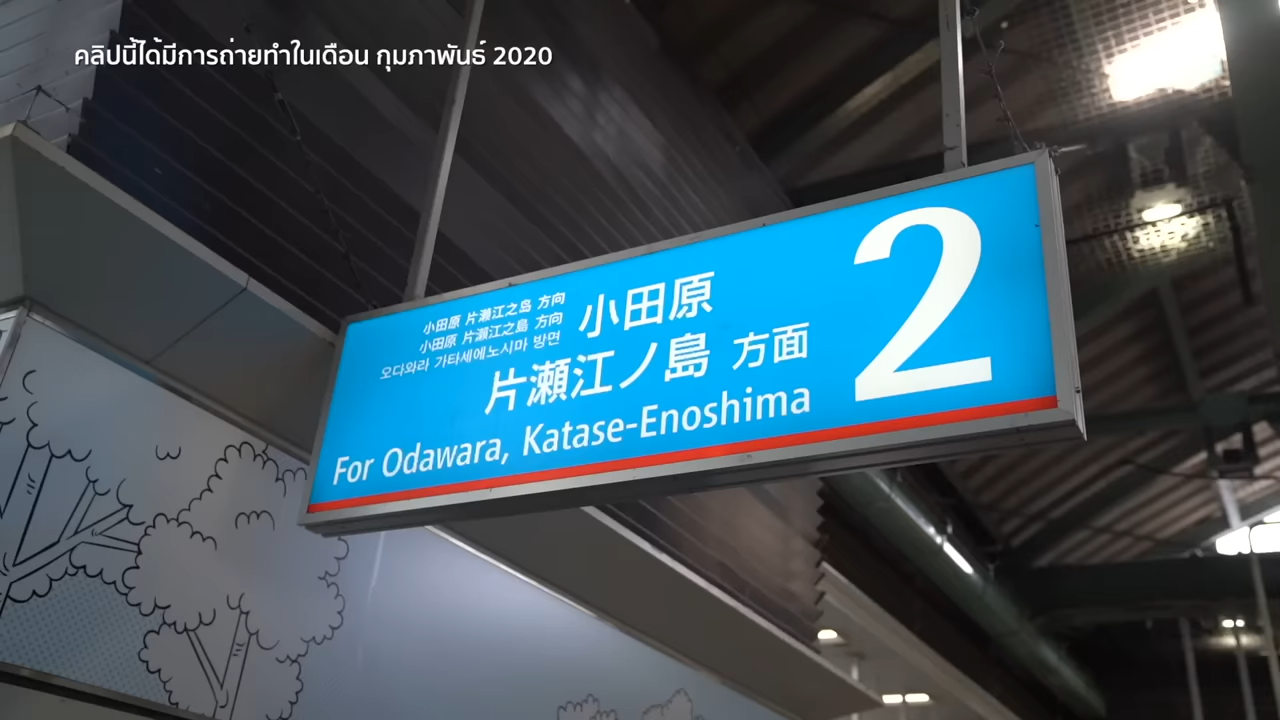 คลิปนี้ได้มีการถ่ายทำในเดือน กุมภาพันธ์ 2020
小田原 片瀬江之岛 方向
小田原 片瀨江之島 方向
오다와라 가타세에노시마 방면
小田原
片瀬江ノ島 方面
For Odawara, Katase-Enoshima
2